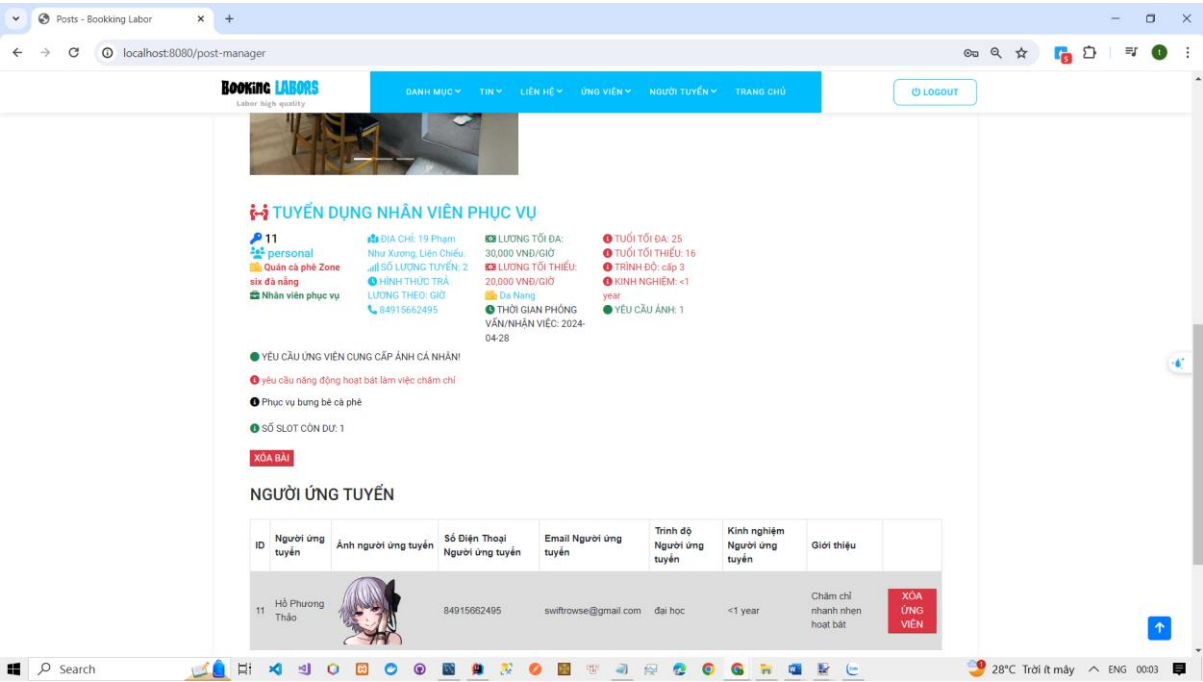 Posts - Bookking Labor
localhost:8080/post-manager
5
t
BOOKING LABORS
Labor high quality
DANH MỤC TIN LIÊN HỆ ỨNG VIÊN NGƯỜI TUYỂN TRANG CHỦ
LOGOUT
TUYỂN DỤNG NHÂN VIÊN PHỤC VỤ
11
personal
Quán cà phê Zone
six đà nẵng
Nhân viên phục vụ
ĐỊA CHỈ: 19 Phạm
Như Xương, Liên Chiểu.
SỐ LƯỢNG TUYỂN: 2
HÌNH THỨC TRẢ
LƯƠNG THEO: GIỜ
84915662495
LƯƠNG TỐI ĐA:
30,000 VNĐ/GIỜ
LƯƠNG TỐI THIỂU:
20,000 VNĐ/GIỜ
Da Nang
THỜI GIAN PHỎNG
VẤN/NHẬN VIỆC: 2024-
04-28
TUỔI TỐI ĐA: 25
TUỔI TỐI THIỂU: 16
TRÌNH ĐỘ: cấp 3
KINH NGHIỆM: <1
year
YÊU CẦU ẢNH: 1
YÊU CẦU ỨNG VIÊN CUNG CẤP ẢNH CÁ NHÂN!
yêu cầu năng động hoạt bát làm việc chăm chỉ
Phục vụ bưng bê cà phê
SỐ SLOT CÒN DƯ: 1
XÓA BÀI
NGƯỜI ỨNG TUYỂN
ID
Người ứng
tuyển
Ảnh người ứng tuyển
Số Điện Thoại
Người ứng tuyển
Email Người ứng
tuyển
Trình độ
Người ứng
tuyển
Kinh nghiệm
Người ứng
tuyển
Giới thiệu
11
Hồ Phương
Thảo
84915662495
swiftrowse@gmail.com
đại học
<1 year
Chăm chỉ
nhanh nhen
hoạt bát
XÓA
ỨNG
VIÊN
Search
28°C Trời ít mây
ENG
00:03